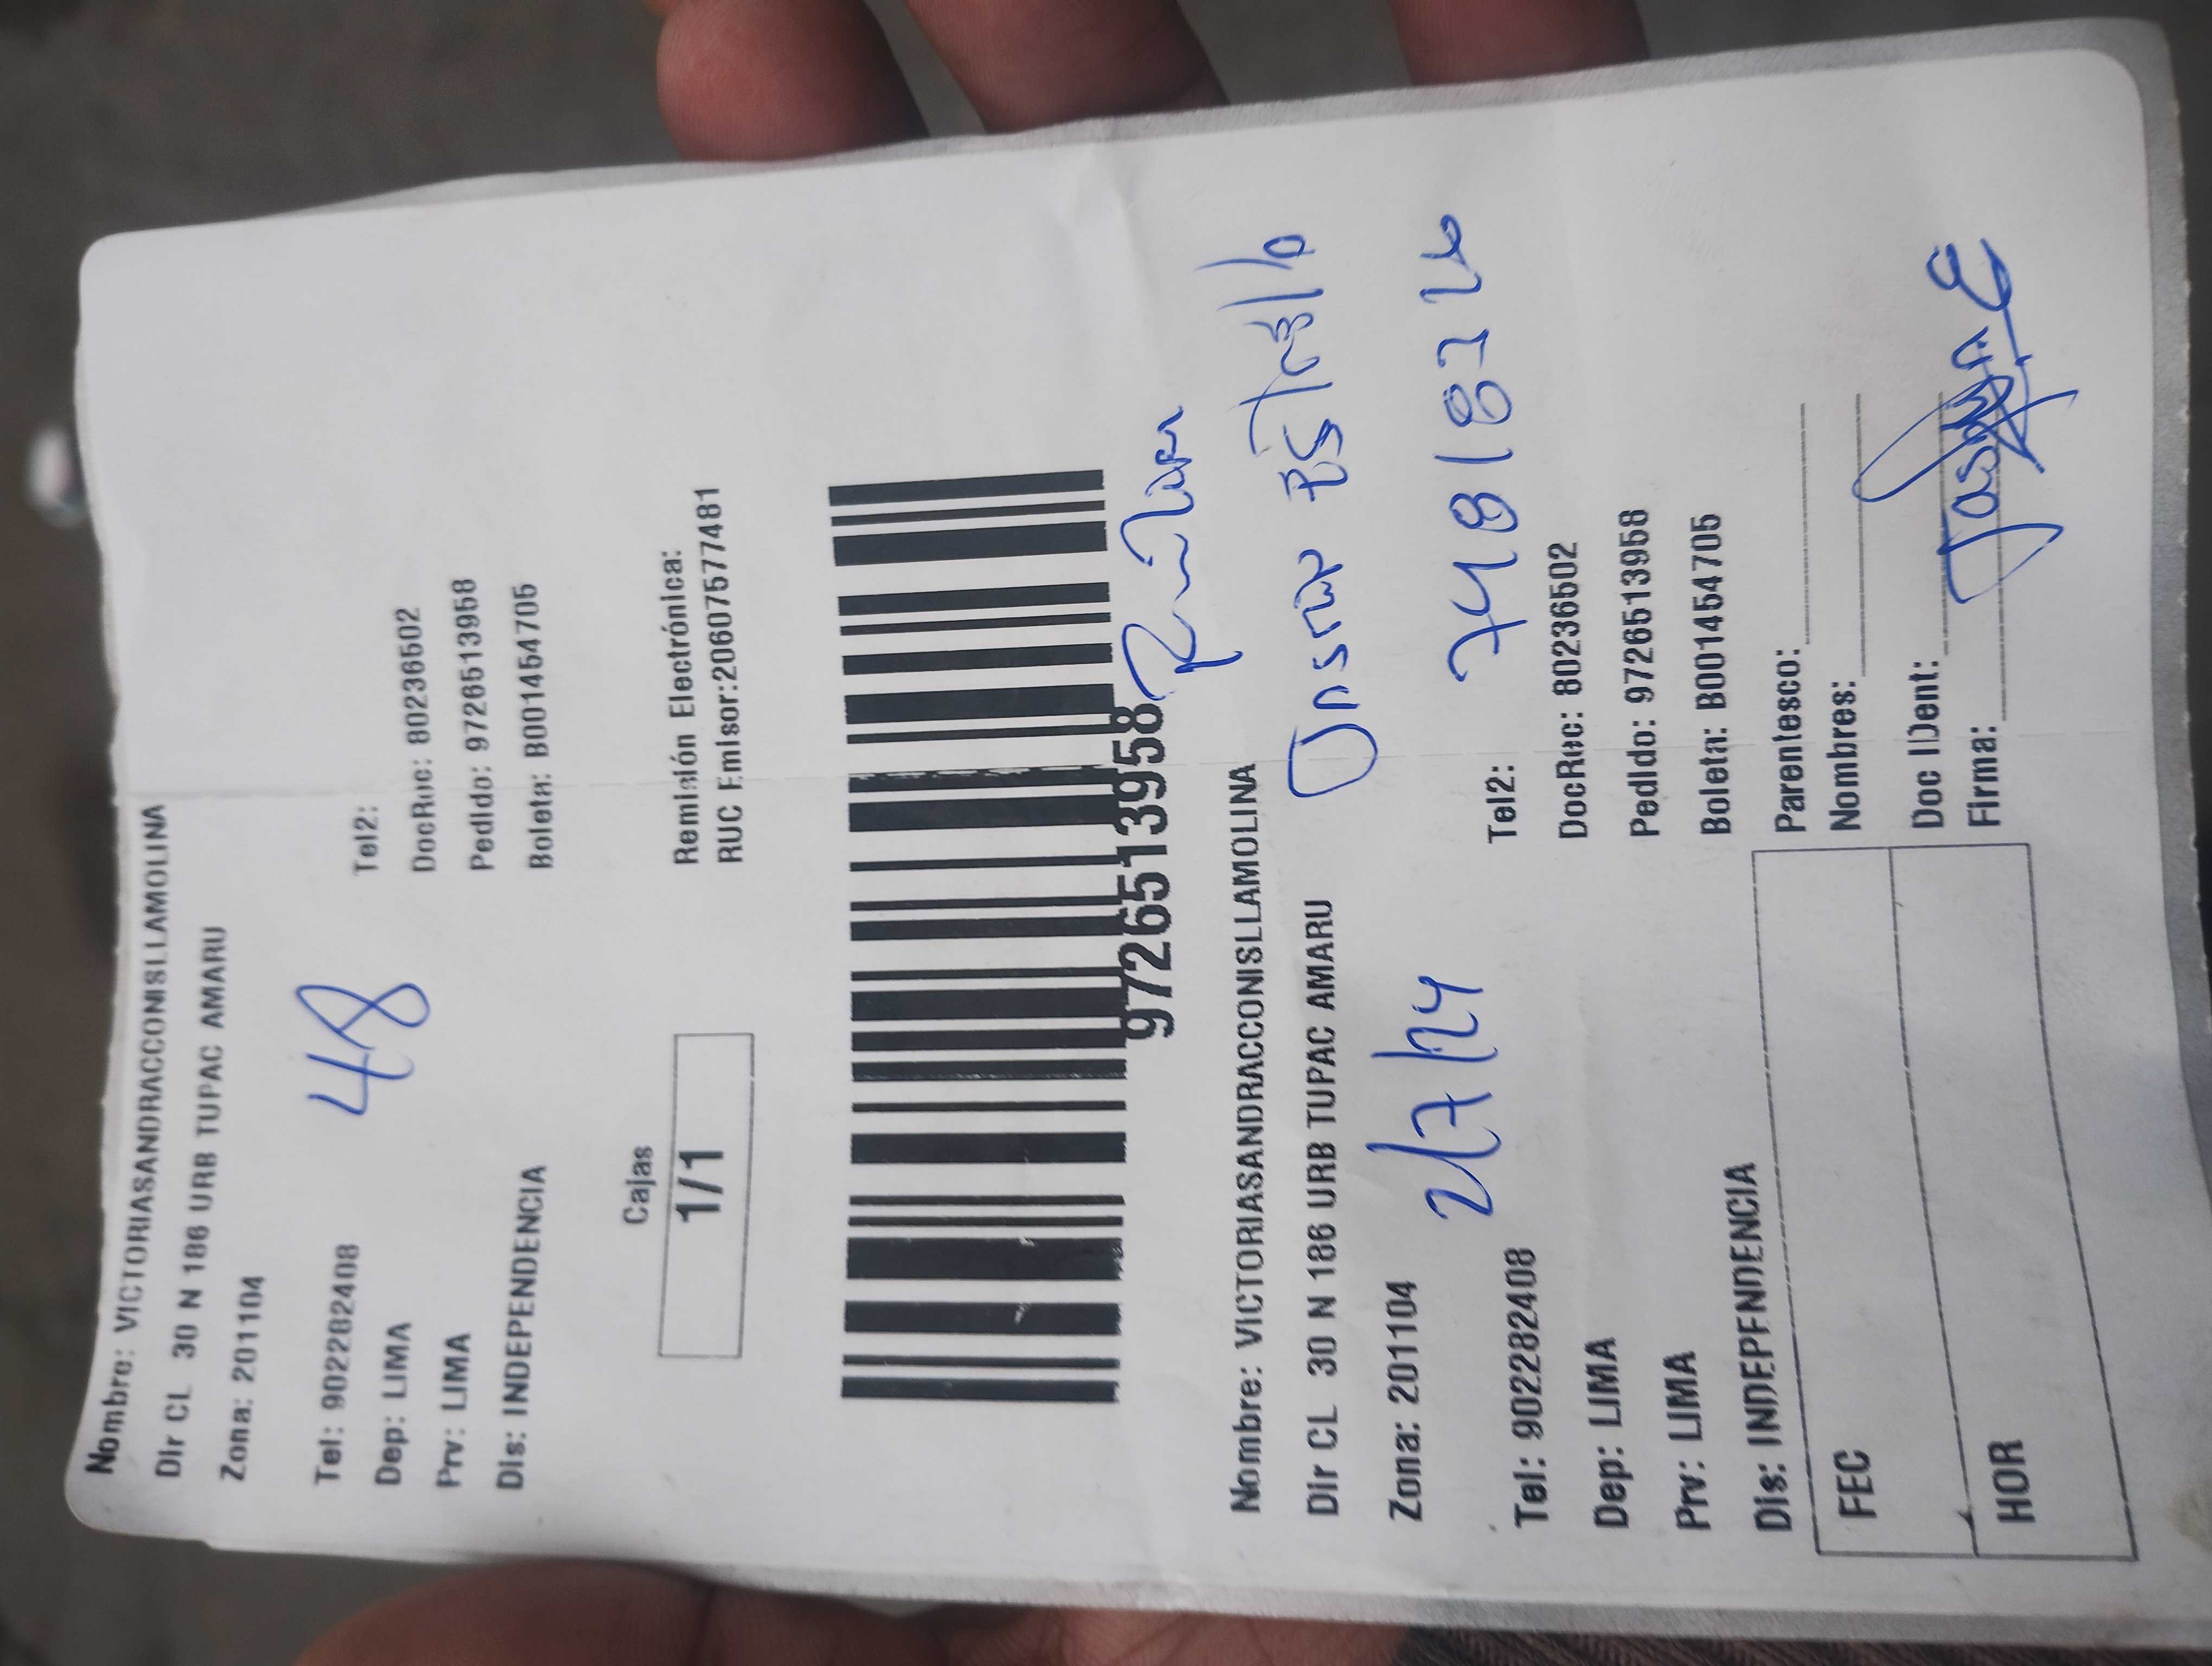 Nombre: VICTORIASANDRACCONISLLAMOLINA
Dir CL 30 N 186 URB TUPAC AMARU
Zona: 201104
48
Tel: 902282408
Tel2:
Dep: LIMA
DocRuc: 80236502
Prv: LIMA
Pedido: 9726513958
Dis: INDEPENDENCIA
Boleta: B001454705
Cajas
1/1
Remisión Electrónica:
RUC Emisor:20607577481
9726513958
Nombre: VICTORIASANDRACCONISLLAMOLINA
Dir CL 30 N 186 URB TUPAC AMARU
Zona: 201104
74818326
Tel: 902282408
Tel2:
Dep: LIMA
DocRuc: 80236502
Prv: LIMA
Pedido: 9726513958
Dis: INDEPENDENCIA
Boleta: B001454705
FEC
HOR
Parentesco:
Nombres:
Doc IDent:
Firma: